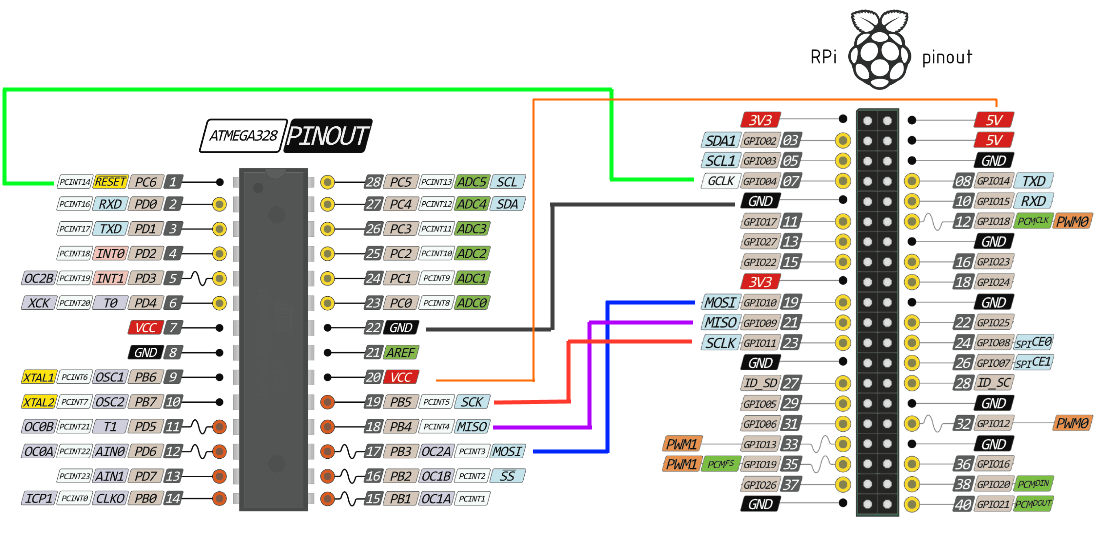 RPi pinout
ATMEGA328 PINOUT
PCINT14 RESET PC6 1
PCINT16 RXD PD0 2
PCINT17 TXD PD1 3
PCINT18 INT0 PD2 4
OC2B PCINT19 INT1 PD3 5
XCK PCINT20 T0 PD4 6
VCC 7
GND 8
XTAL1 PCINT6 OSC1 PB6 9
XTAL2 PCINT7 OSC2 PB7 10
OC0B PCINT21 T1 PD5 11
OC0A PCINT22 AIN0 PD6 12
PCINT23 AIN1 PD7 13
ICP1 PCINT0 CLKO PB0 14
28 PC5 PCINT13 ADC5 SCL
27 PC4 PCINT12 ADC4 SDA
26 PC3 PCINT11 ADC3
25 PC2 PCINT10 ADC2
24 PC1 PCINT9 ADC1
23 PC0 PCINT8 ADC0
22 GND
21 AREF
20 VCC
19 PB5 PCINT5 SCK
18 PB4 PCINT4 MISO
17 PB3 OC2A PCINT3 MOSI
16 PB2 OC1B PCINT2 SS
15 PB1 OC1A PCINT1
3V3
SDA1 GPIO02 03
SCL1 GPIO03 05
GCLK GPIO04 07
GND
GPIO17 11
GPIO27 13
GPIO22 15
3V3
MOSI GPIO10 19
MISO GPIO09 21
SCLK GPIO11 23
GND
ID_SD 27
GPIO05 29
GPIO06 31
PWM1 GPIO13 33
PWM1 PCMFS GPIO19 35
GPIO26 37
GND
5V
5V
GND
08 GPIO14 TXD
10 GPIO15 RXD
12 GPIO18 PCMCLK PWM0
GND
16 GPIO23
18 GPIO24
GND
22 GPIO25
24 GPIO08 SPICE0
26 GPIO07 SPICE1
28 ID_SC
GND
32 GPIO12 PWM0
GND
36 GPIO16
38 GPIO20 PCMDIN
40 GPIO21 PCMDOUT